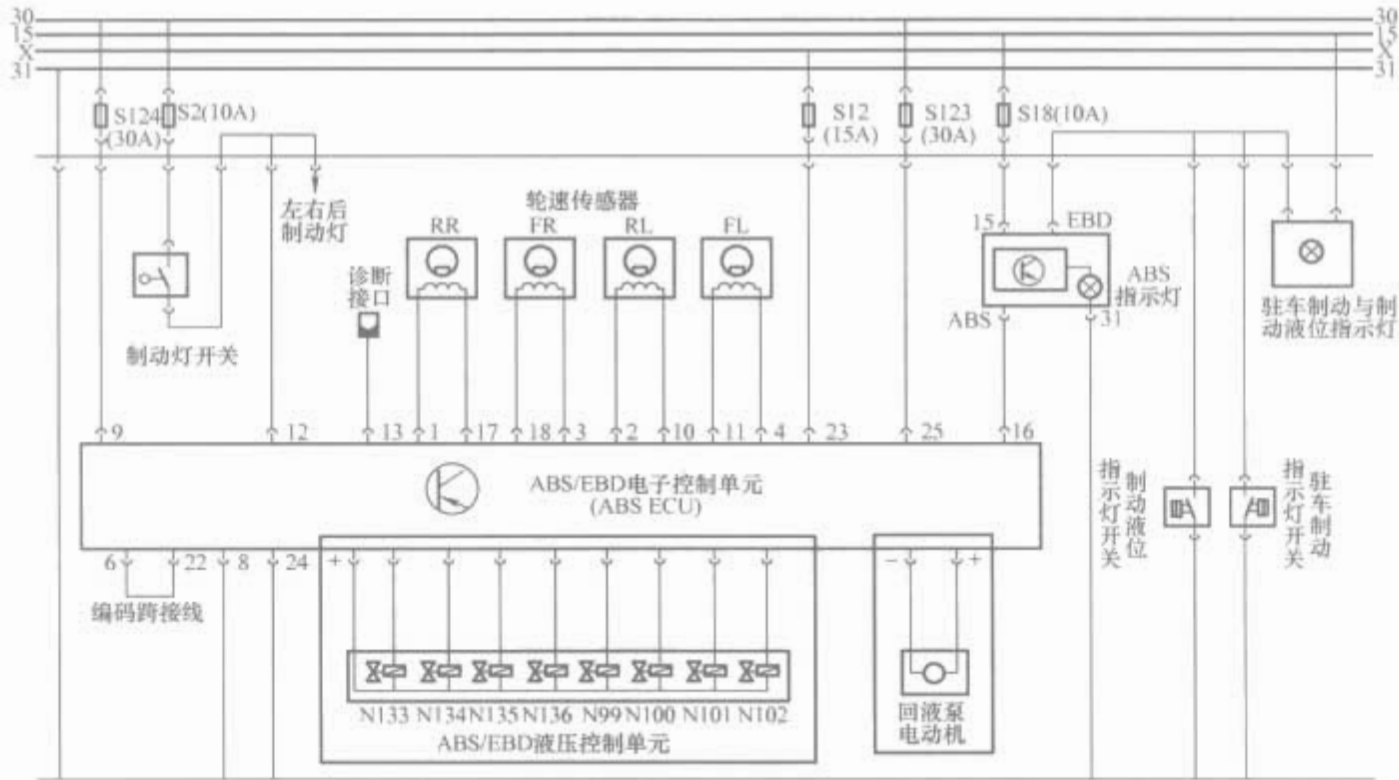 30
15
X
31
30
15
X
31
S124
(30A)
S2(10A)
S12
(15A)
S123
(30A)
S18(10A)
左右后
制动灯
制动灯开关
诊断
接口
轮速传感器
RR
FR
RL
FL
15
EBD
ABS
指示灯
ABS
31
驻车制动与制
动液位指示灯
9
12
13
1
17
18
3
2
10
11
4
23
25
16
ABS/EBD电子控制单元
(ABS ECU)
制动液位
指示灯开关
驻车制动
指示灯开关
6
22
8
24
+
-
+
编码跨接线
N133
N134
N135
N136
N99
N100
N101
N102
ABS/EBD液压控制单元
回液泵
电动机